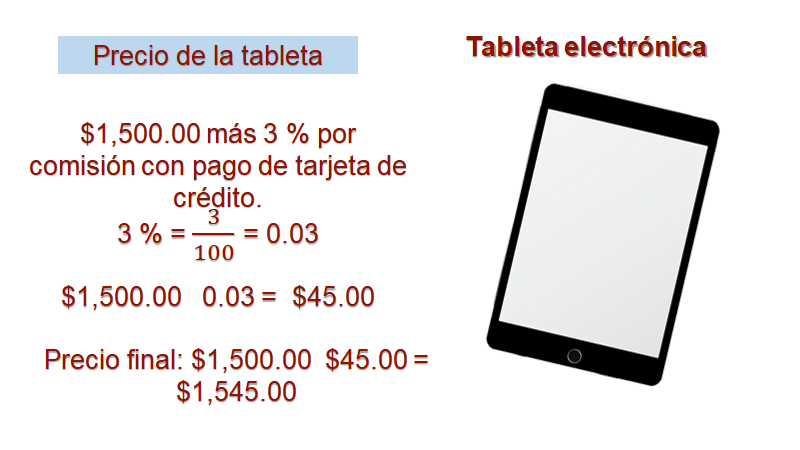 Precio de la tableta
Tableta electrónica
$1,500.00 más 3 % por
comisión con pago de tarjeta de
crédito.
3 % = 3/100 = 0.03
$1,500.00 0.03 = $45.00
Precio final: $1,500.00 $45.00 =
$1,545.00